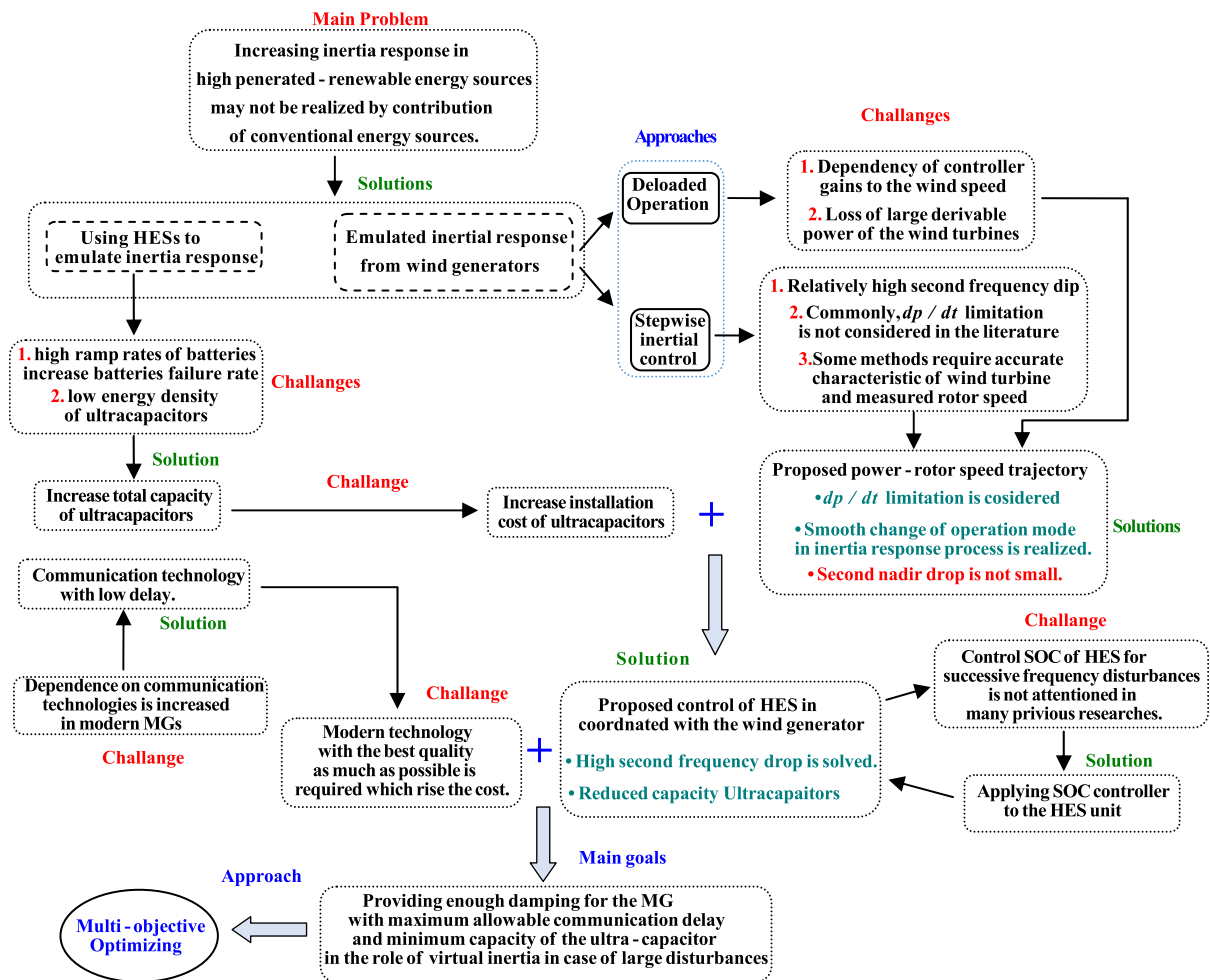 Main Problem
Increasing inertia response in
high penerated - renewable energy sources
may not be realized by contribution
of conventional energy sources.
Solutions
Using HESs to
emulate inertia response
Emulated inertial response
from wind generators
Approaches
Deloaded
Operation
Stepwise
inertial
control
Challanges
1. Dependency of controller
gains to the wind speed
2. Loss of large derivable
power of the wind turbines
1. Relatively high second frequency dip
2. Commonly, dp / dt limitation
is not considered in the literature
3. Some methods require accurate
characteristic of wind turbine
and measured rotor speed
1. high ramp rates of batteries
increase batteries failure rate
2. low energy density
of ultracapacitors
Challanges
Solution
Increase total capacity
of ultracapacitors
Challange
Increase installation
cost of ultracapacitors
+
Proposed power - rotor speed trajectory
• dp / dt limitation is cosidered
• Smooth change of operation mode
in inertia response process is realized.
• Second nadir drop is not small.
Solutions
Communication technology
with low delay.
Solution
Dependence on communication
technologies is increased
in modern MGs
Challange
Challange
Modern technology
with the best quality
as much as possible is
required which rise the cost.
+
Solution
Proposed control of HES in
coordnated with the wind generator
• High second frequency drop is solved.
• Reduced capacity Ultracapaitors
Challange
Control SOC of HES for
successive frequency disturbances
is not attentioned in
many privious researches.
Solution
Applying SOC controller
to the HES unit
Main goals
Providing enough damping for the MG
with maximum allowable communication delay
and minimum capacity of the ultra - capacitor
in the role of virtual inertia in case of large disturbances
Approach
Multi - objective
Optimizing